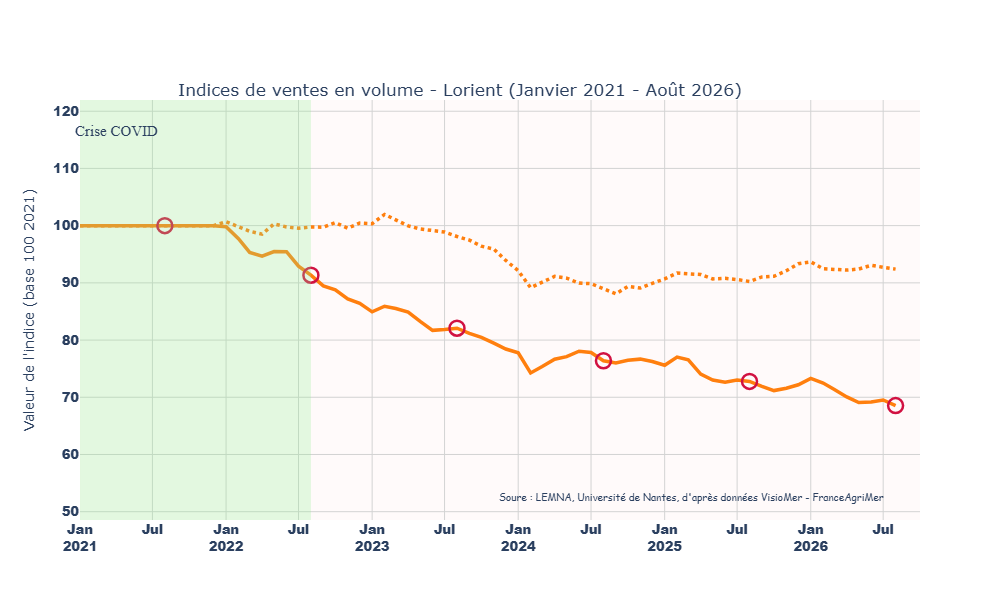 Indices de ventes en volume - Lorient (Janvier 2021 - Août 2026)
Valeur de l'indice (base 100 2021)
120
Crise COVID
110
100
90
80
70
60
50
Soure : LEMNA, Université de Nantes, d'après données VisioMer - FranceAgriMer
Jan Jul Jan Jul Jan Jul Jan Jul Jan Jul Jan Jul
2021 2022 2023 2024 2025 2026